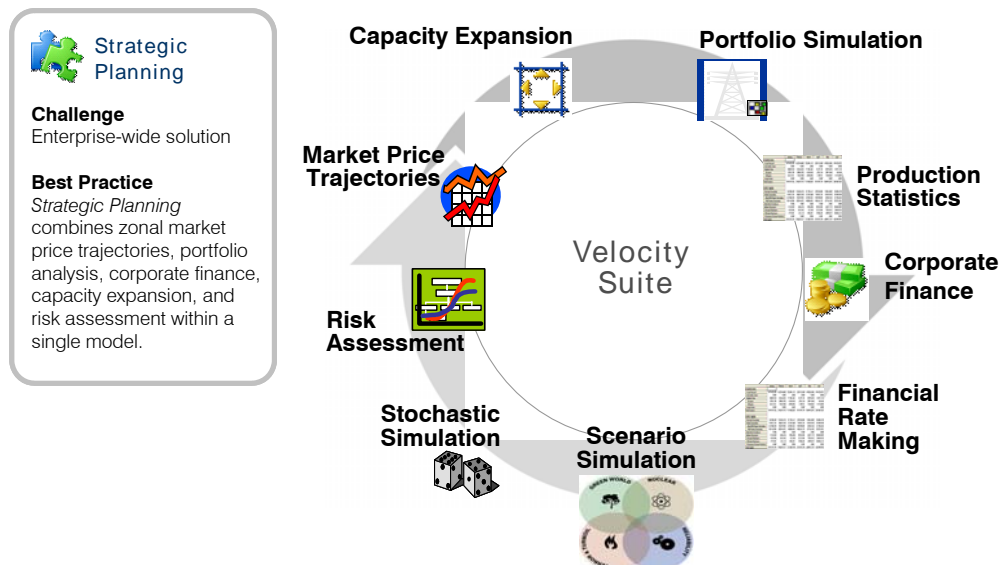 Strategic
Planning
Challenge
Enterprise-wide solution
Best Practice
Strategic Planning
combines zonal market
price trajectories, portfolio
analysis, corporate finance,
capacity expansion, and
risk assessment within a
single model.
Capacity Expansion
Portfolio Simulation
Market Price
Trajectories
Production
Statistics
Velocity
Suite
Corporate
Finance
Risk
Assessment
Financial
Rate
Making
Stochastic
Simulation
Scenario
Simulation
GREEN WORLD
NUCLEAR